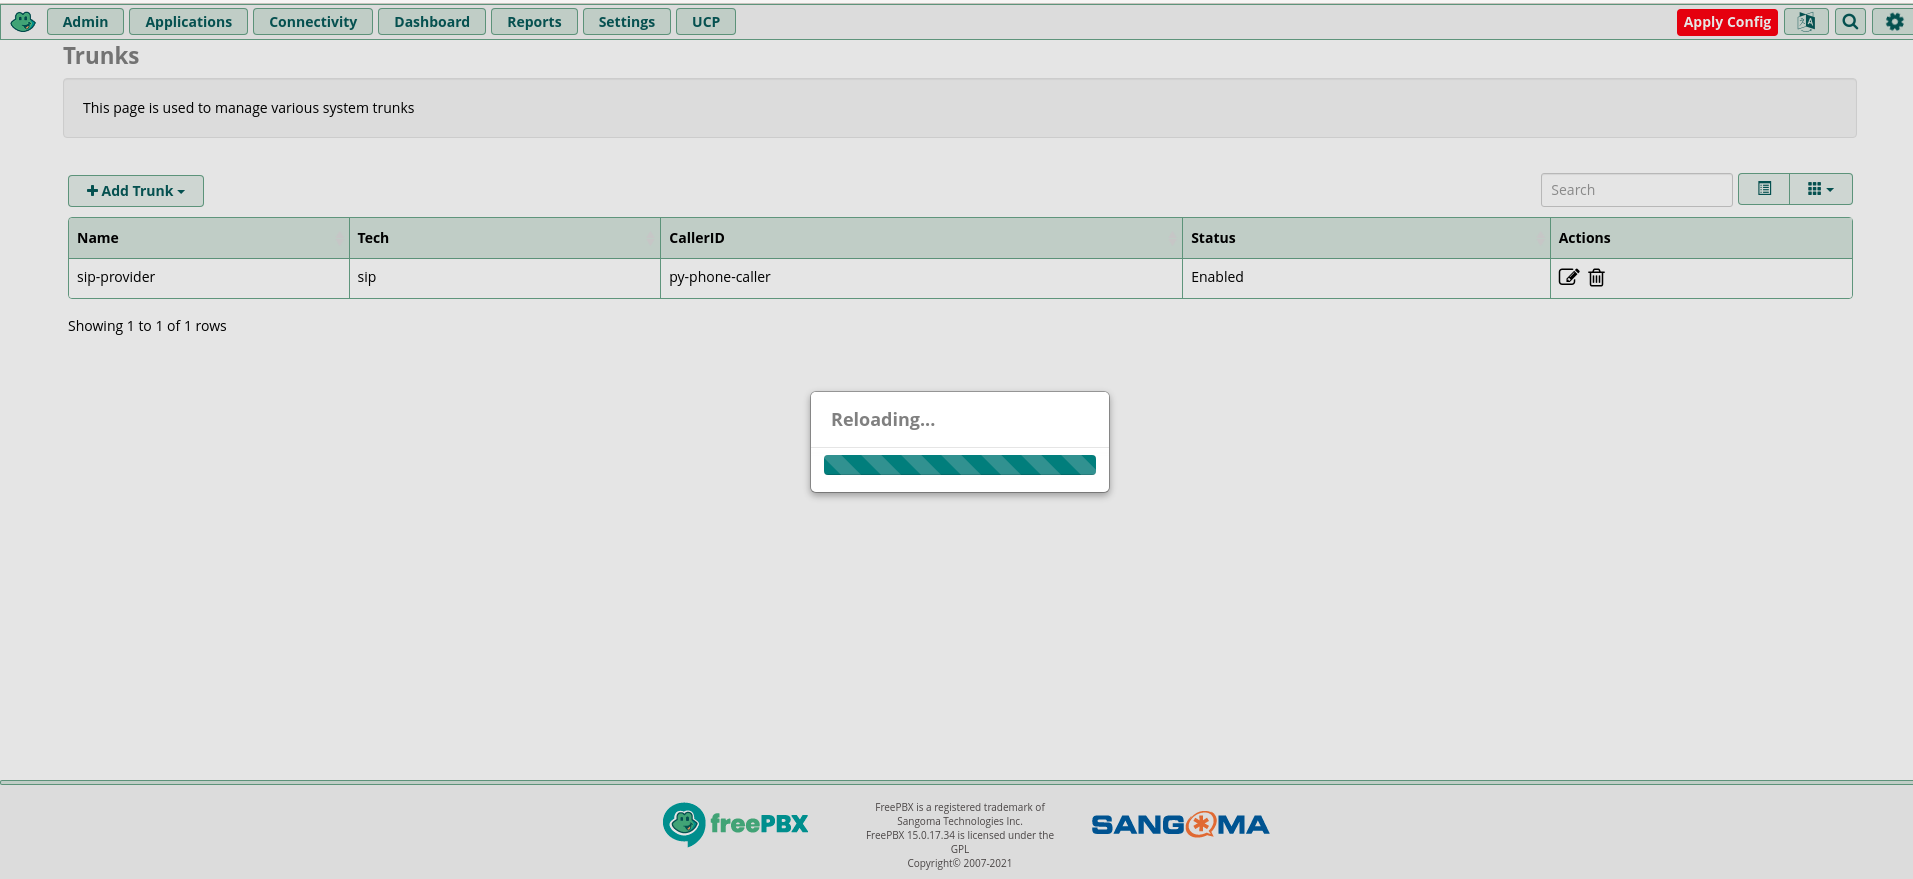 Admin Applications Connectivity Dashboard Reports Settings UCP Apply Config
Trunks
This page is used to manage various system trunks
Add Trunk Search
Name Tech CallerID Status Actions
sip-provider sip py-phone-caller Enabled
Showing 1 to 1 of 1 rows
Reloading...
freePBX
FreePBX is a registered trademark of
Sangoma Technologies Inc.
FreePBX 15.0.17.34 is licensed under the
GPL
Copyright© 2007-2021
SANGOMA